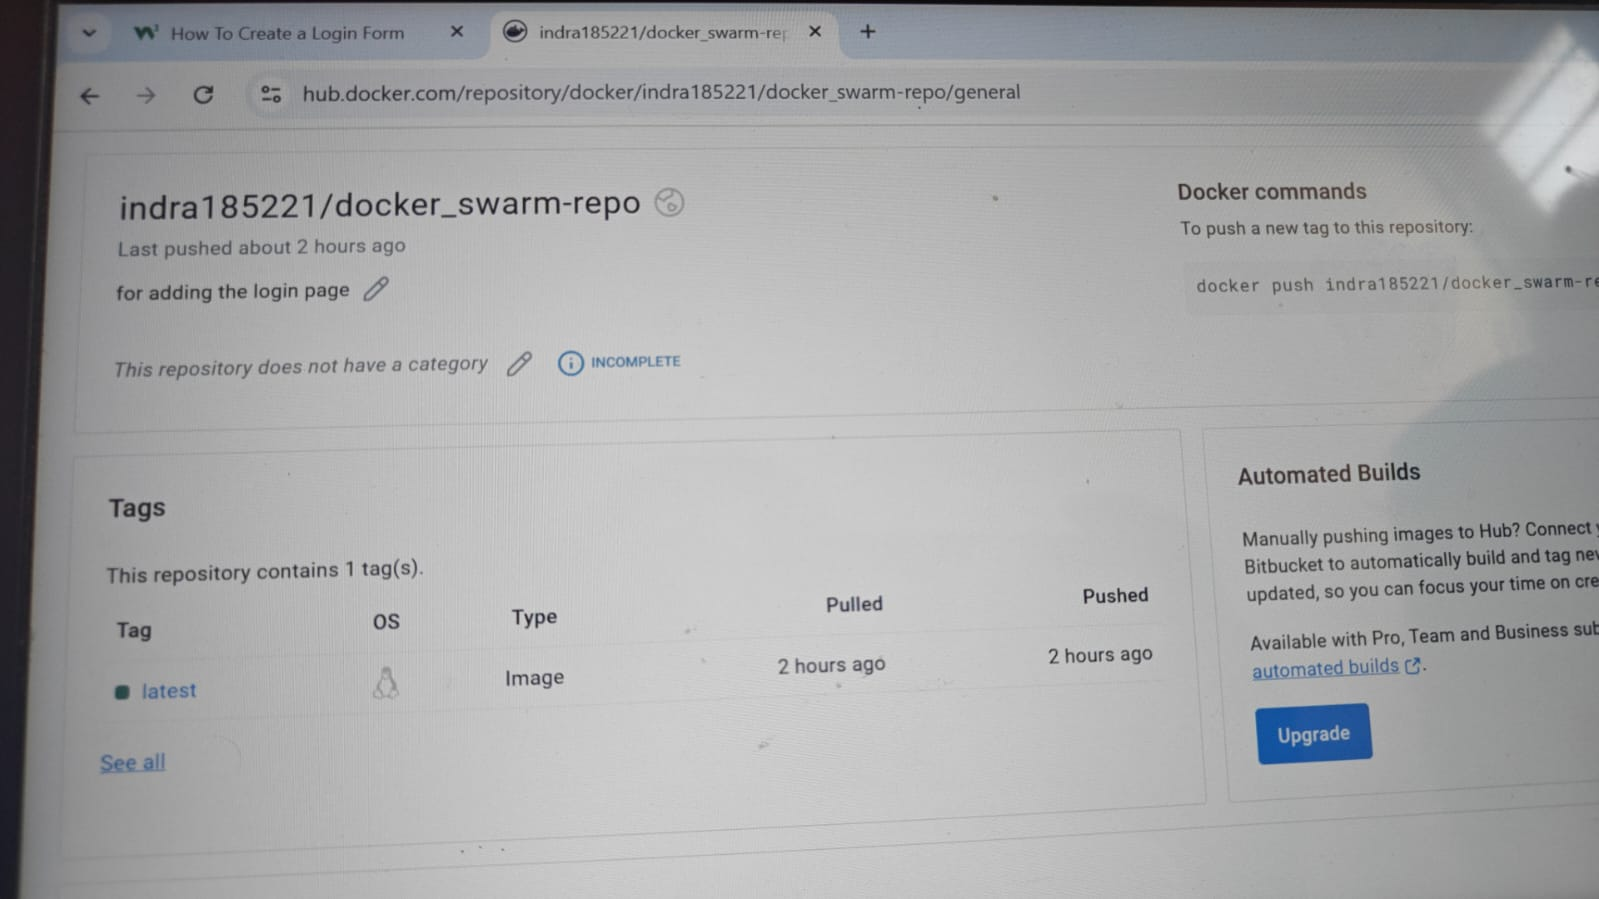 How To Create a Login Form
indra185221/docker_swarm-rep
hub.docker.com/repository/docker/indra185221/docker_swarm-repo/general
indra185221/docker_swarm-repo
Last pushed about 2 hours ago
for adding the login page
This repository does not have a category
INCOMPLETE
Docker commands
To push a new tag to this repository:
docker push indra185221/docker_swarm-re
Tags
This repository contains 1 tag(s).
Tag OS Type Pulled Pushed
latest Image 2 hours ago 2 hours ago
See all
Automated Builds
Manually pushing images to Hub? Connect
Bitbucket to automatically build and tag
updated, so you can focus your time on
Available with Pro, Team and Business
automated builds.
Upgrade